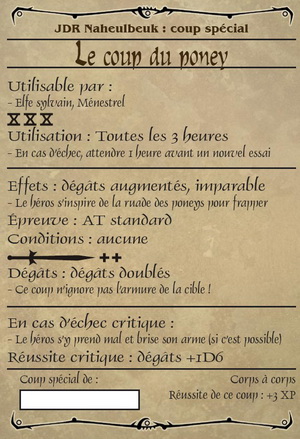 JDR Naheulbeuk : coup spécial
Le coup du poney
Utilisable par :
- Elfe sylvain, Ménestrel
Utilisation : Toutes les 3 heures
- En cas d'échec, attendre 1 heure avant un nouvel essai
Effets : dégâts augmentés, imparable
- Le héros s'inspire de la ruade des poneys pour frapper
Épreuve : AT standard
Conditions : aucune
++
Dégâts : dégâts doublés
- Ce coup n'ignore pas l'armure de la cible !
En cas d'échec critique :
- Le héros s'y prend mal et brise son arme (si c'est possible)
Réussite critique : dégâts +1D6
Coup spécial de :
Corps à corps
Réussite de ce coup : +3 XP